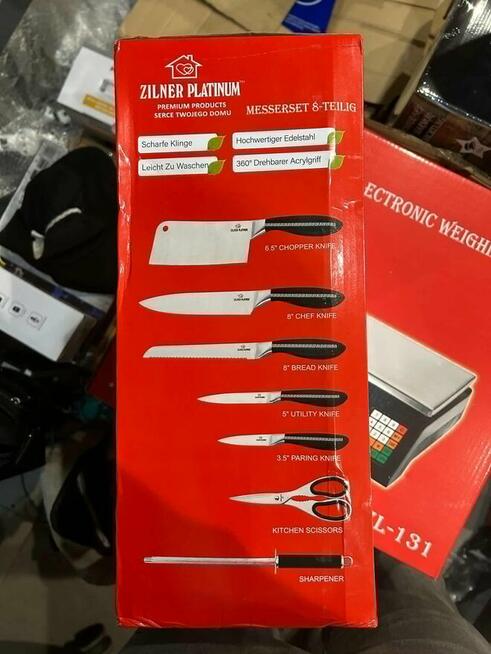 ZILNER PLATINUM
PREMIUM PRODUCTS
SERCE TWOJEGO DOMU
MESSERSET 8-TEILIG
Scharfe Klinge
Hochwertiger Edelstahl
Leicht Zu Waschen
360° Drehbarer Acrylgriff
6.5" CHOPPER KNIFE
8" CHEF KNIFE
8" BREAD KNIFE
5" UTILITY KNIFE
3.5" PARING KNIFE
KITCHEN SCISSORS
SHARPENER
ECTRONIC WEIGH
ZL-131